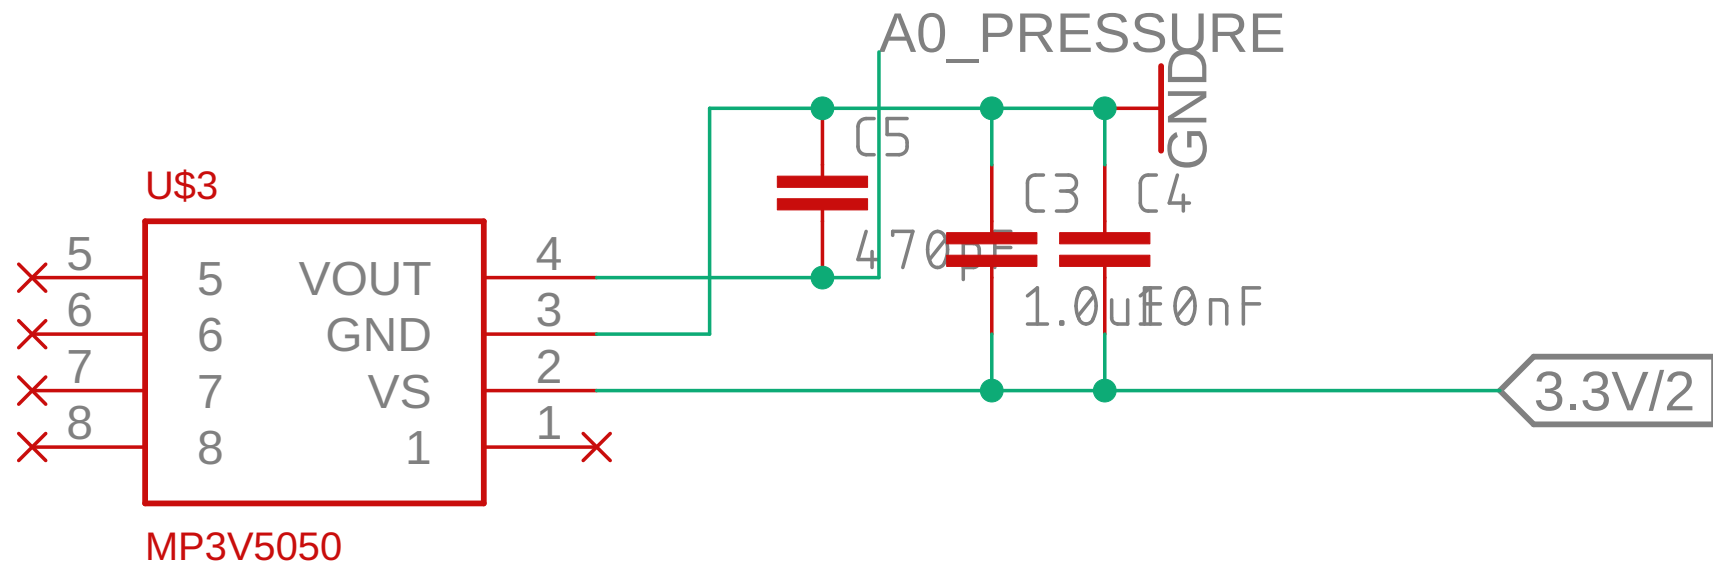 A0_PRESSURE
GND
C5
U$3
C3
C4
5
5
VOUT
4
470pF
6
6
GND
3
1.0uF
10nF
7
7
VS
2
3.3V/2
8
8
1
1
MP3V5050